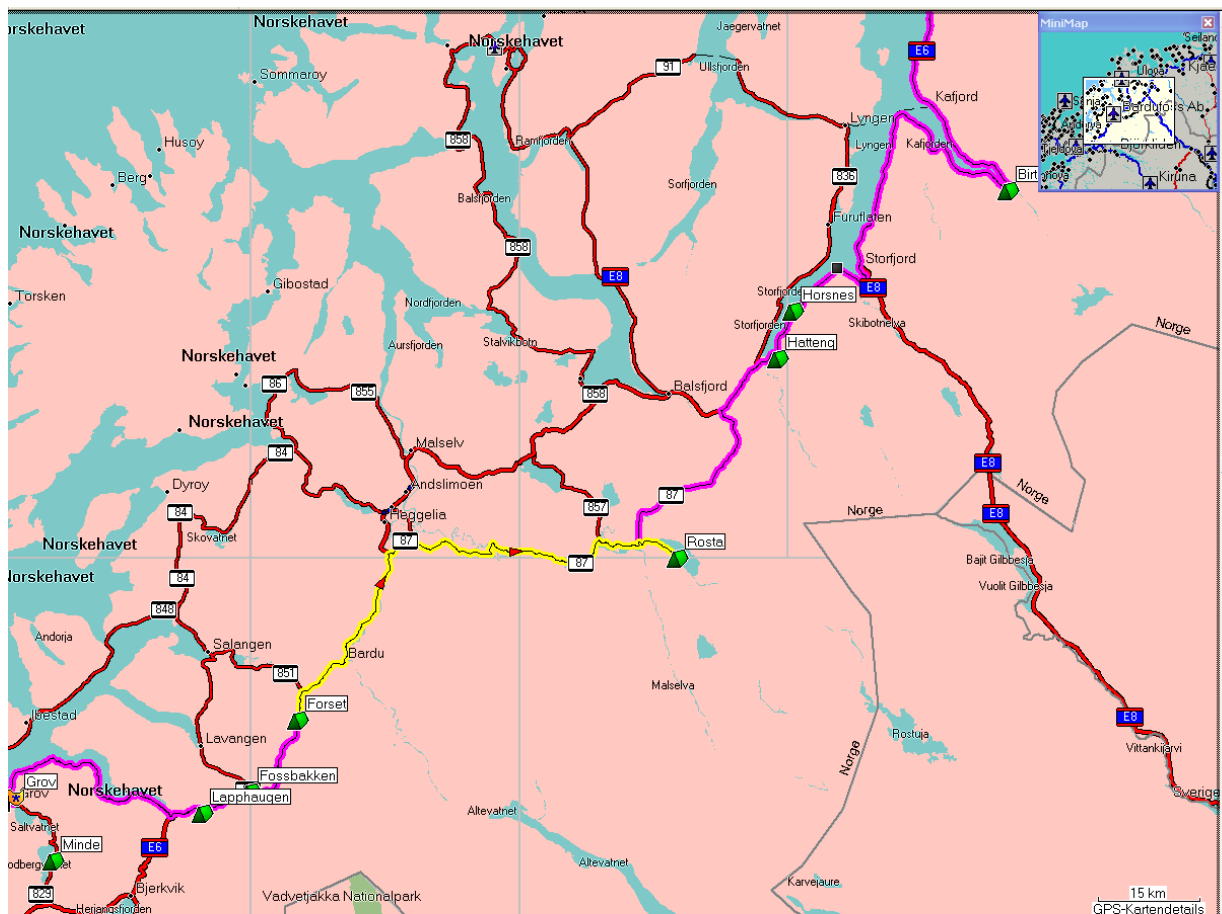 Norskehavet
Norskehavet
Norskehavet
Jaegervatnet
MiniMap
E6
Sommaroy
91
Ullsfjorden
Kafjord
Husoy
858
Ramfjorden
Lyngen
Lyngen
Kafjorden
Berg
Balsfjorden
Sorfjorden
836
Birt
Kiruna
Norskehavet
858
Furuflaten
Storfjord
Gibostad
E8
E8
Torsken
Nordfjorden
Horsnes
Storfjorden
Skibotnelva
Norge
Aursfjorden
Stalvikbotn
Hatteng
Norskehavet
86
855
858
Balsfjord
Norskehavet
84
Malselv
E8
Dyroy
Andslimoen
87
Norge
84
Heggelia
857
Norge
E8
Skovatnet
87
Rosta
Norskehavet
87
Bajit Gilbbesja
Norskehavet
84
Vuolit Gilbbesja
848
Andorja
Salangen
Bardu
851
Malselva
Forset
E8
Ibestad
Rostuja
Lavangen
Vittankijarvi
Norge
Grov
Fossbakken
Norskehavet
Lapphaugen
Sverige
Altevatnet
Saltvatnet
Minde
E6
Altevatnet
829
Bjerkvik
Karvejaure
Vadvetjakka Nationalpark
15 km
Herjangsfjorden
GPS-Kartendetails